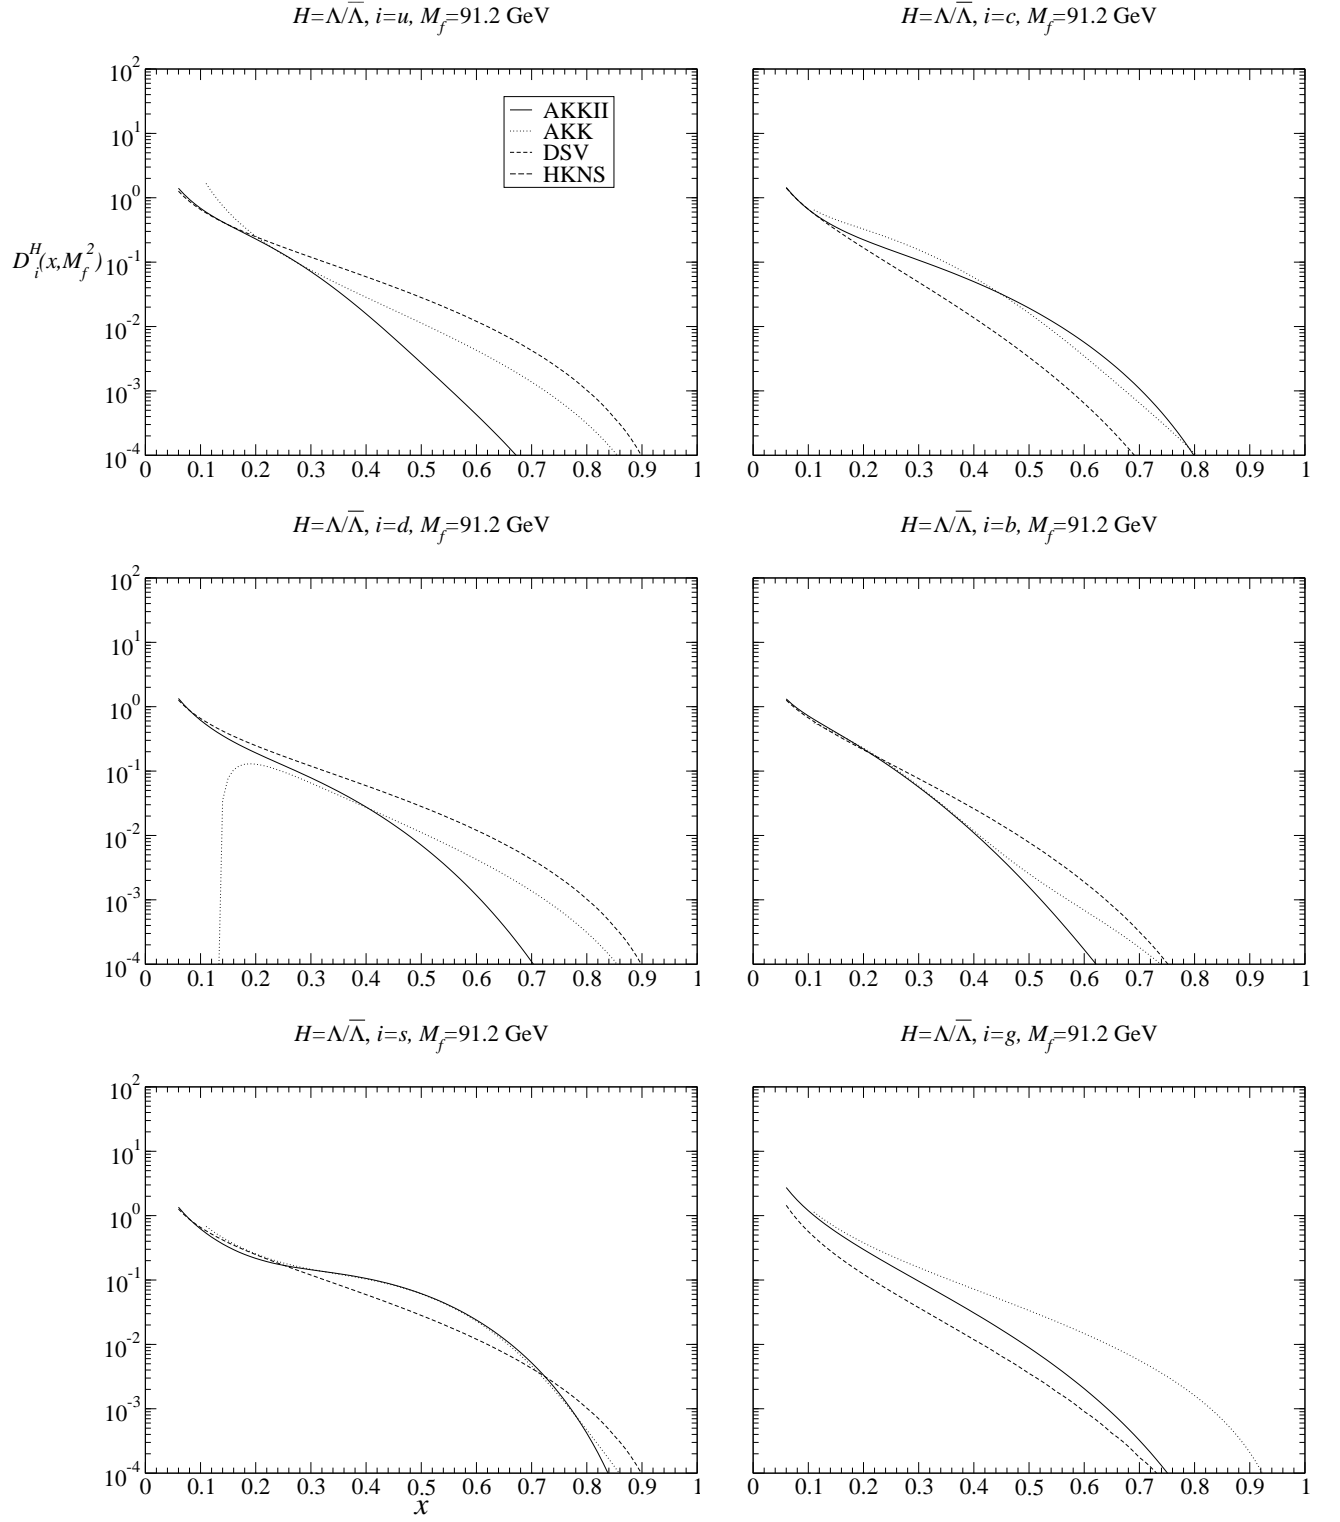 H=Λ/Λ̅, i=u, M_f=91.2 GeV
10^2
10^1
10^0
10^-1
10^-2
10^-3
10^-4
D_i^H(x,M_f^2)
AKKII
AKK
DSV
HKNS
0 0.1 0.2 0.3 0.4 0.5 0.6 0.7 0.8 0.9 1
H=Λ/Λ̅, i=c, M_f=91.2 GeV
0 0.1 0.2 0.3 0.4 0.5 0.6 0.7 0.8 0.9 1
H=Λ/Λ̅, i=d, M_f=91.2 GeV
10^2
10^1
10^0
10^-1
10^-2
10^-3
10^-4
0 0.1 0.2 0.3 0.4 0.5 0.6 0.7 0.8 0.9 1
H=Λ/Λ̅, i=b, M_f=91.2 GeV
0 0.1 0.2 0.3 0.4 0.5 0.6 0.7 0.8 0.9 1
H=Λ/Λ̅, i=s, M_f=91.2 GeV
10^2
10^1
10^0
10^-1
10^-2
10^-3
10^-4
0 0.1 0.2 0.3 0.4 0.5 0.6 0.7 0.8 0.9 1
x
H=Λ/Λ̅, i=g, M_f=91.2 GeV
0 0.1 0.2 0.3 0.4 0.5 0.6 0.7 0.8 0.9 1